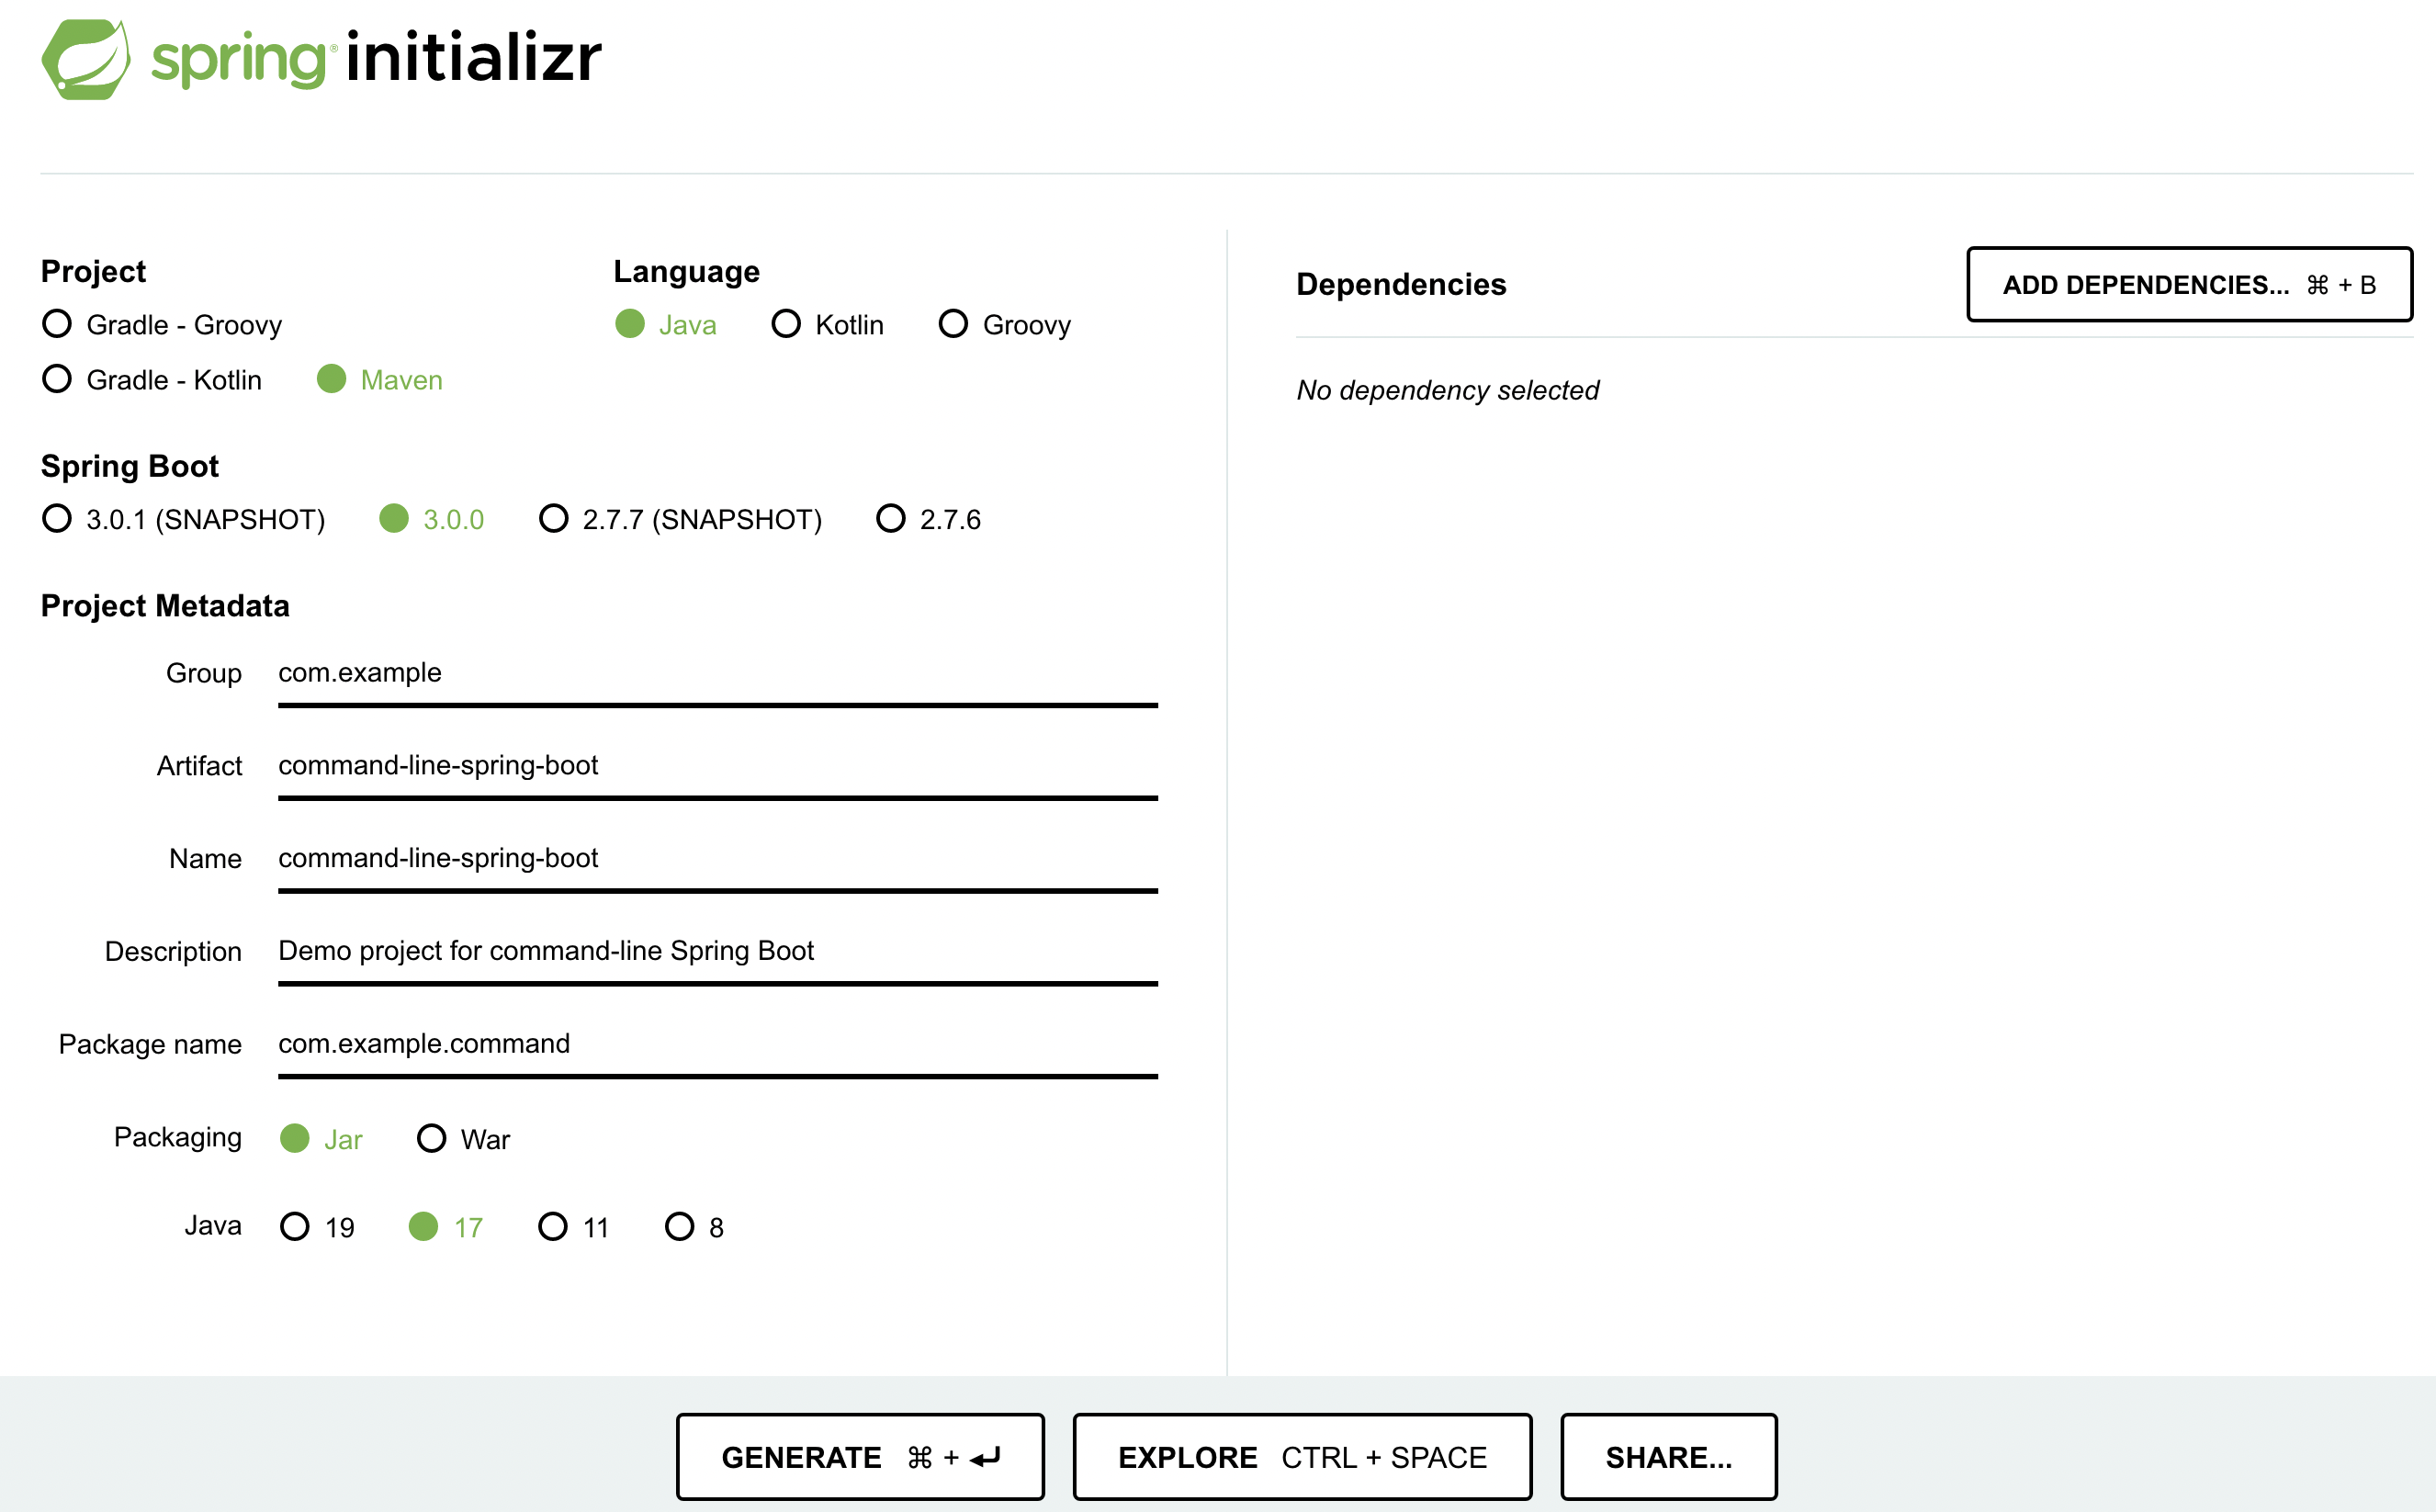 spring® initializr
Project
Gradle - Groovy
Gradle - Kotlin Maven
Language
Java Kotlin Groovy
Spring Boot
3.0.1 (SNAPSHOT) 3.0.0 2.7.7 (SNAPSHOT) 2.7.6
Project Metadata
Group com.example
Artifact command-line-spring-boot
Name command-line-spring-boot
Description Demo project for command-line Spring Boot
Package name com.example.command
Packaging Jar War
Java 19 17 11 8
Dependencies ADD DEPENDENCIES... ⌘ + B
No dependency selected
GENERATE ⌘ + ⏎ EXPLORE CTRL + SPACE SHARE...